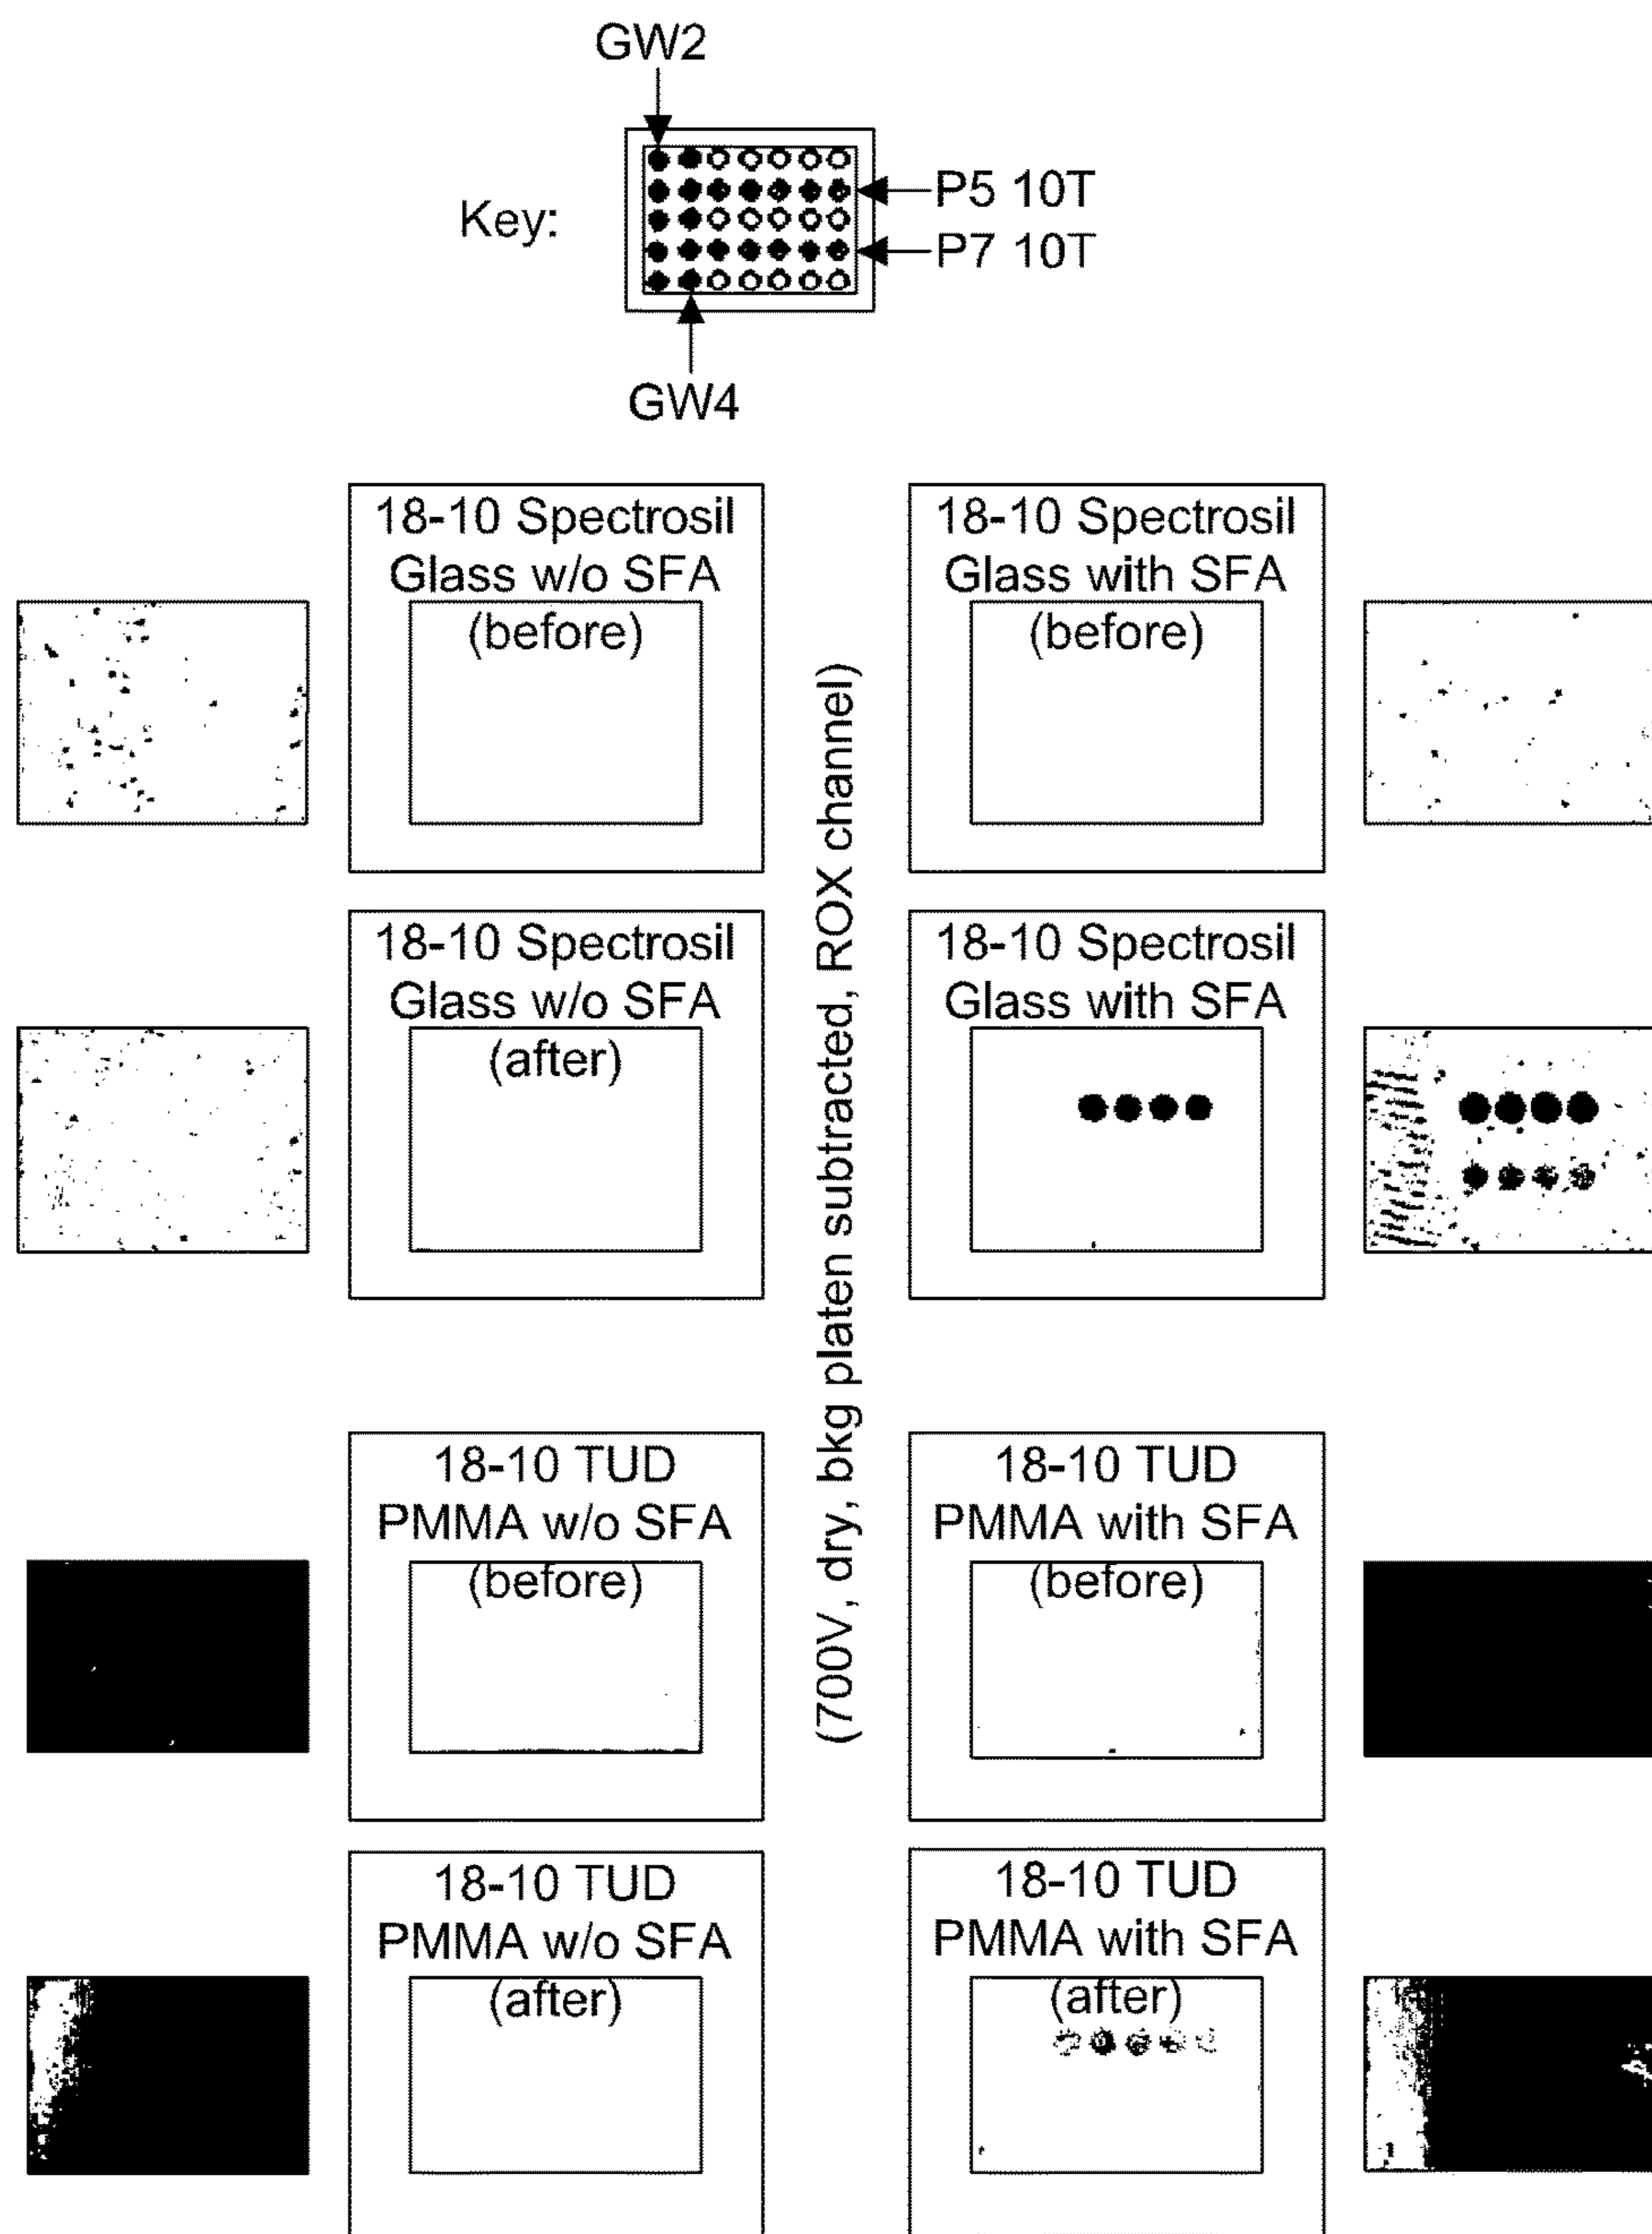 GW2
Key:
P5 10T
P7 10T
GW4
18-10 Spectrosil
Glass w/o SFA
(before)
18-10 Spectrosil
Glass with SFA
(before)
18-10 Spectrosil
Glass w/o SFA
(after)
18-10 Spectrosil
Glass with SFA
(700V, dry, bkg platen subtracted, ROX channel)
18-10 TUD
PMMA w/o SFA
(before)
18-10 TUD
PMMA with SFA
(before)
18-10 TUD
PMMA w/o SFA
(after)
18-10 TUD
PMMA with SFA
(after)